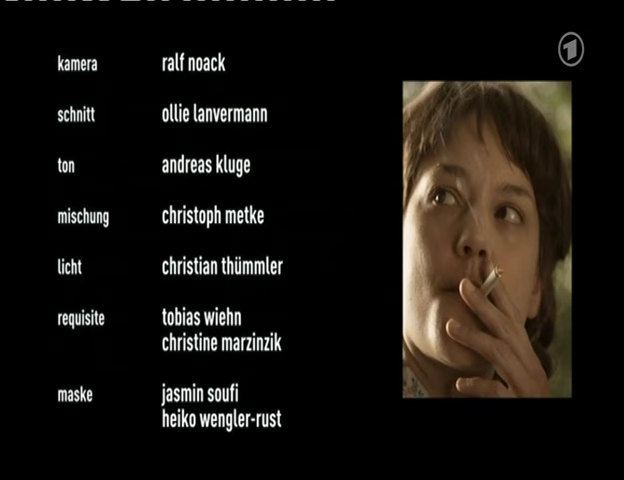 kamera ralf noack
schnitt ollie lanvermann
ton andreas kluge
mischung christoph metke
licht christian thümmler
requisite tobias wiehn
christine marzinzik
maske jasmin soufi
heiko wengler-rust
1